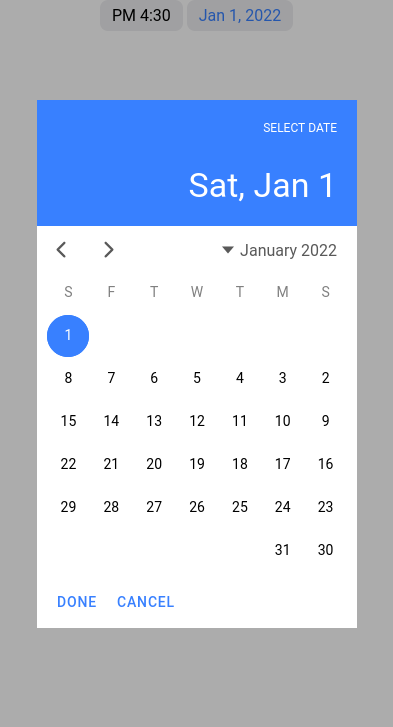 PM 4:30 Jan 1, 2022
SELECT DATE
Sat, Jan 1
January 2022
S F T W T M S
1
8 7 6 5 4 3 2
15 14 13 12 11 10 9
22 21 20 19 18 17 16
29 28 27 26 25 24 23
31 30
DONE CANCEL